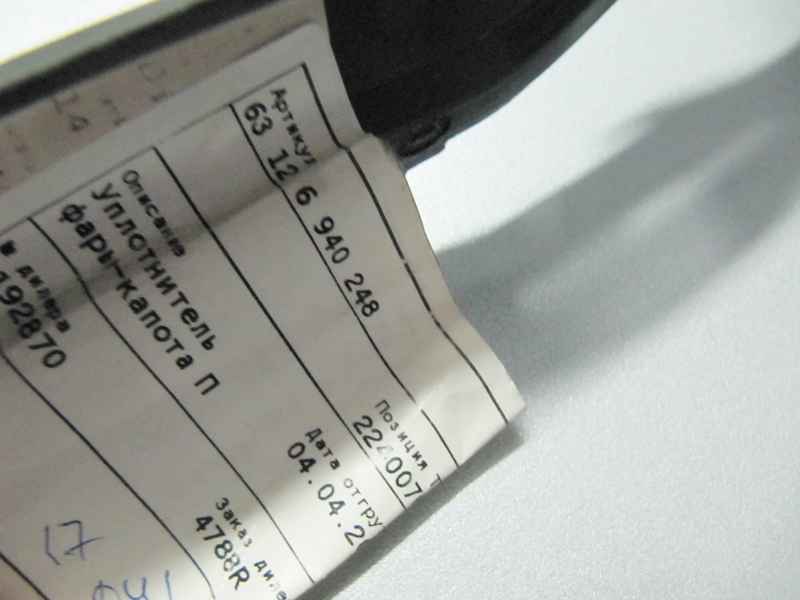 Артикул
63 12 6 940 248
Описание
Уплотнитель
фары-капота П
Позиция Т
224007
Дата отгру
04.04.2
в дилера
192870
Заказ диле
4788R
17